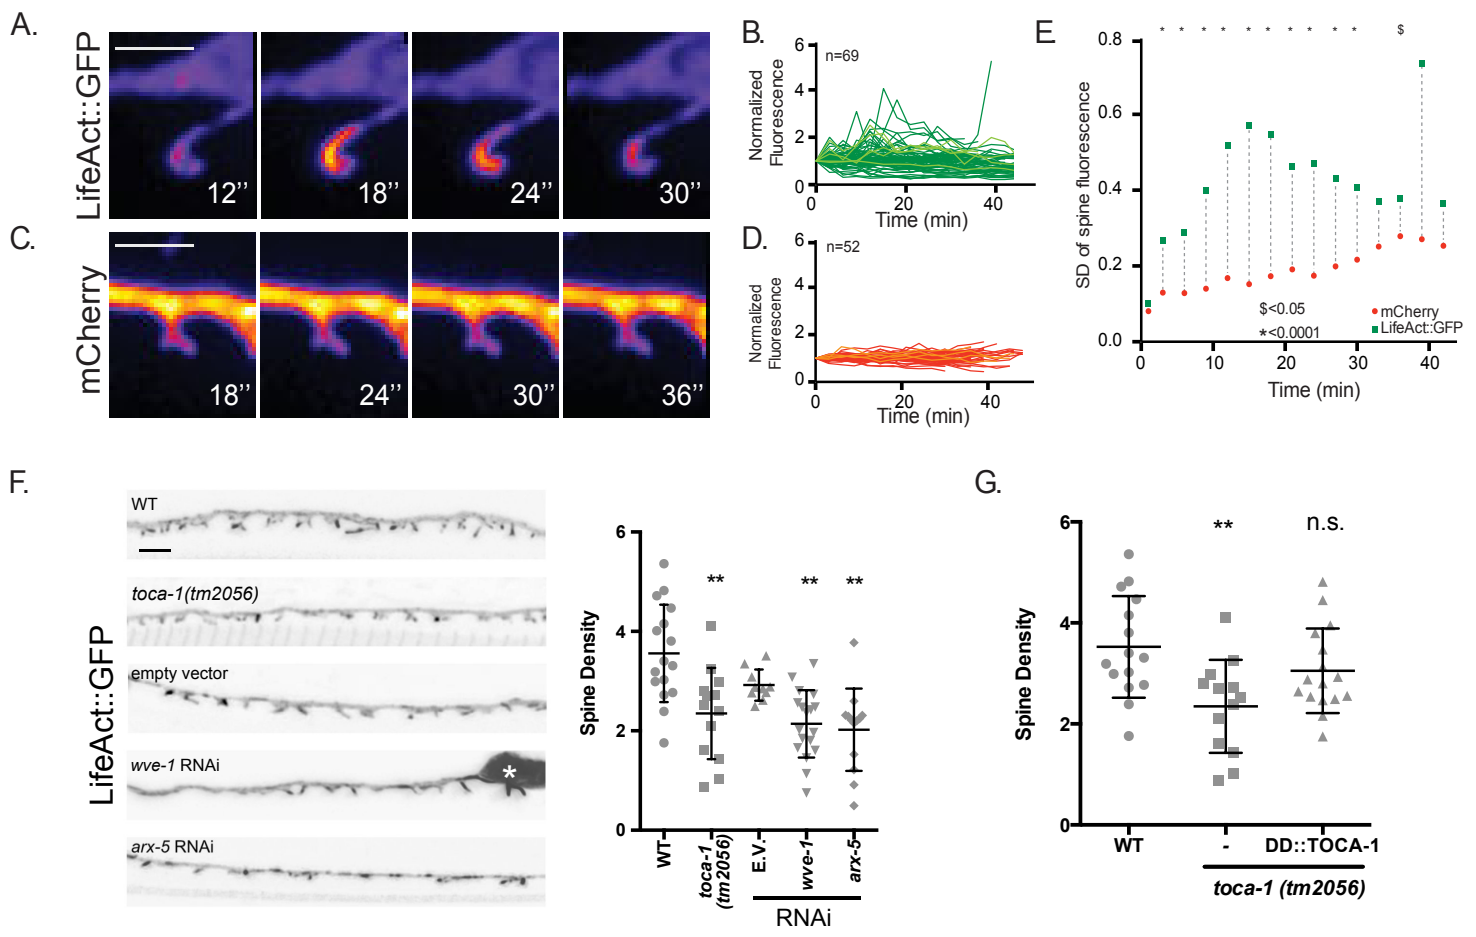 A.
LifeAct::GFP
12’’
18’’
24’’
30’’
B.
Normalized
Fluorescence
n=69
6
4
2
0
0
20
40
Time (min)
C.
mCherry
18’’
24’’
30’’
36’’
D.
Normalized
Fluorescence
n=52
6
4
2
0
0
20
40
Time (min)
E.
SD of spine fluorescence
* * * * * * * * * * $
0.8
0.6
0.4
0.2
0.0
0
10
20
30
40
Time (min)
$<0.05
*<0.0001
mCherry
LifeAct::GFP
F.
LifeAct::GFP
WT
toca-1(tm2056)
empty vector
wve-1 RNAi
*
arx-5 RNAi
Spine Density
6
4
2
0
**
**
**
WT
toca-1
(tm2056)
E.V.
wve-1
arx-5
RNAi
G.
Spine Density
6
4
2
0
**
n.s.
WT
-
DD::TOCA-1
toca-1 (tm2056)